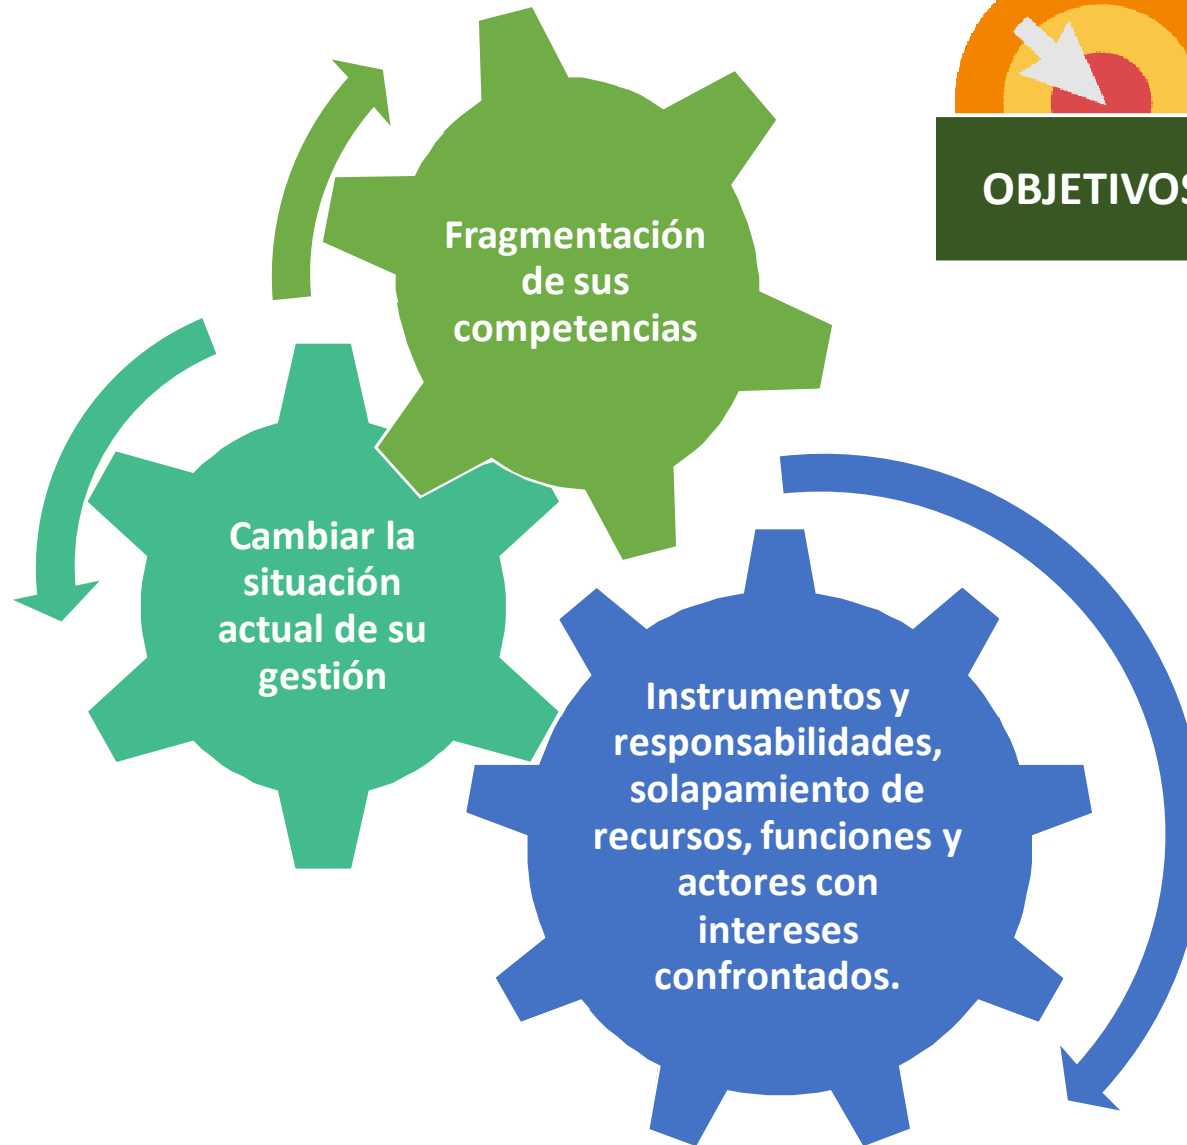 OBJETIVOS
Fragmentación
de sus
competencias
Cambiar la
situación
actual de su
gestión
Instrumentos y
responsabilidades,
solapamiento de
recursos, funciones y
actores con
intereses
confrontados.